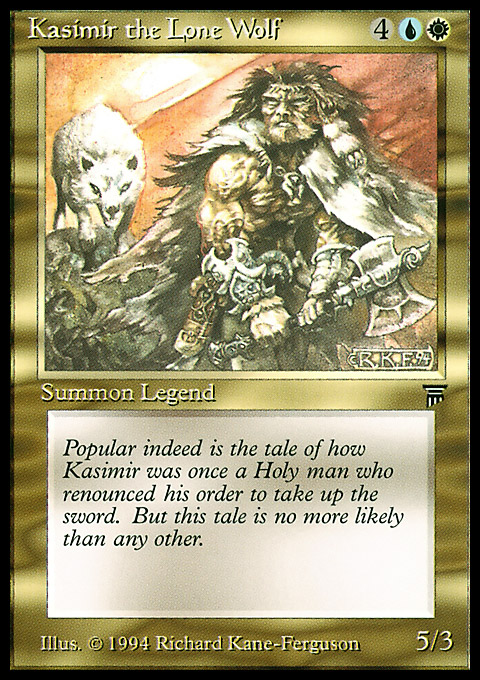 Kasimir the Lone Wolf 4
© R.K.F. 94
Summon Legend
Popular indeed is the tale of how
Kasimir was once a Holy man who
renounced his order to take up the
sword. But this tale is no more likely
than any other.
Illus. © 1994 Richard Kane-Ferguson 5/3